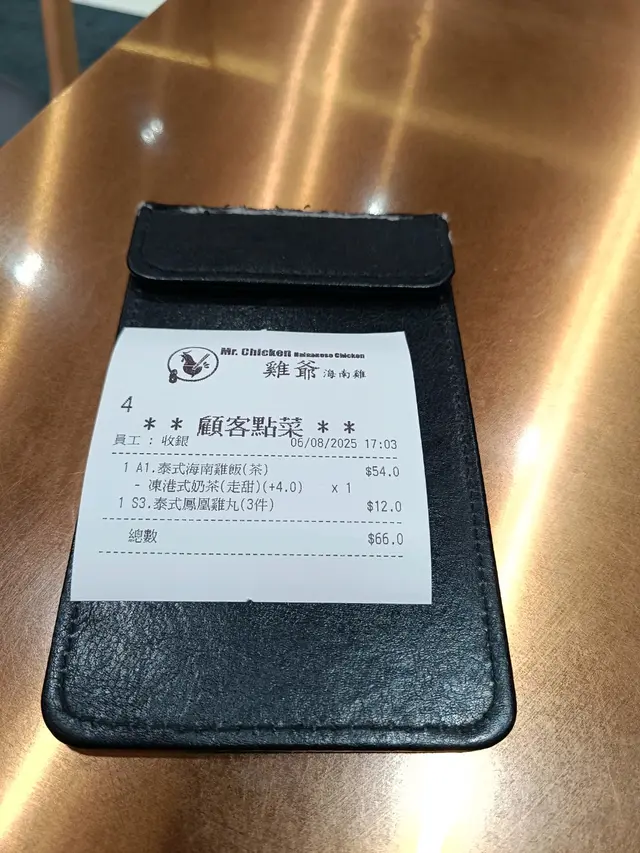 Mr. Chicken Hainanese Chicken
雞爺 海南雞
4
** 顧客點菜 **
員工 : 收銀 06/08/2025 17:03
1 A1.泰式海南雞飯(茶) $54.0
- 凍港式奶茶(走甜)(+4.0) x 1
1 S3.泰式鳳凰雞丸(3件) $12.0
總數 $66.0